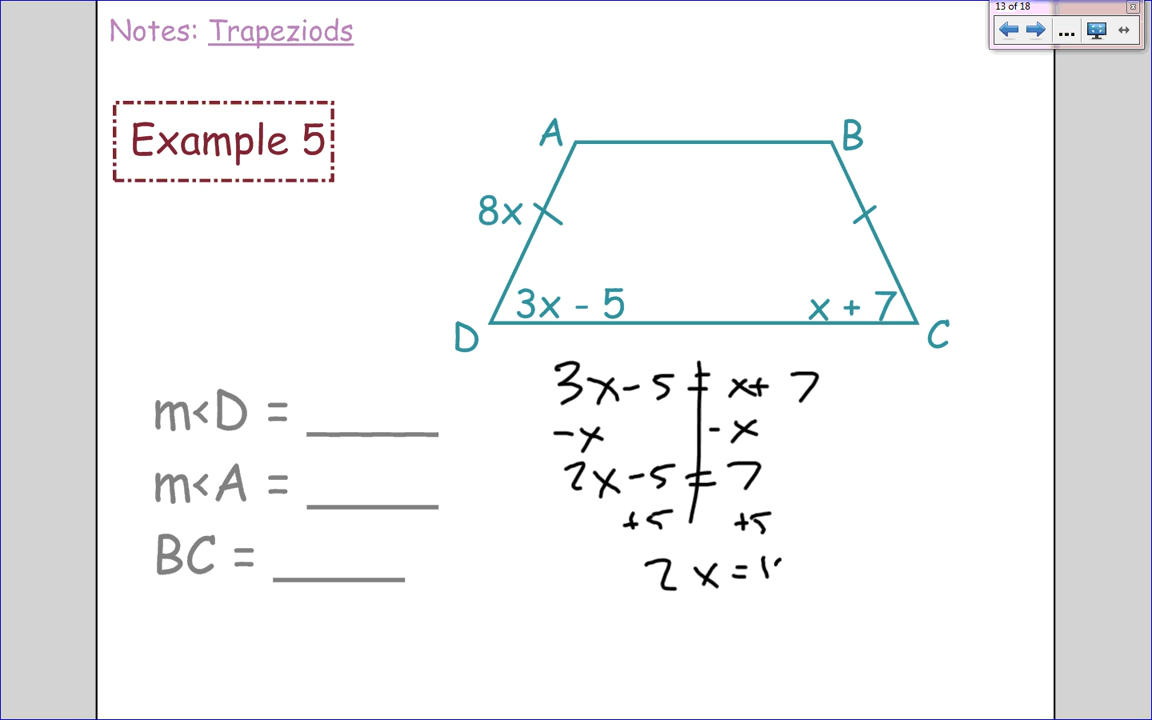 13 of 18
Notes: Trapeziods
Example 5
A
B
8x
3x - 5
x + 7
D
C
3x - 5 = x + 7
-x - x
2x - 5 = 7
+5 +5
2x =
m<D = _____
m<A = _____
BC = _____